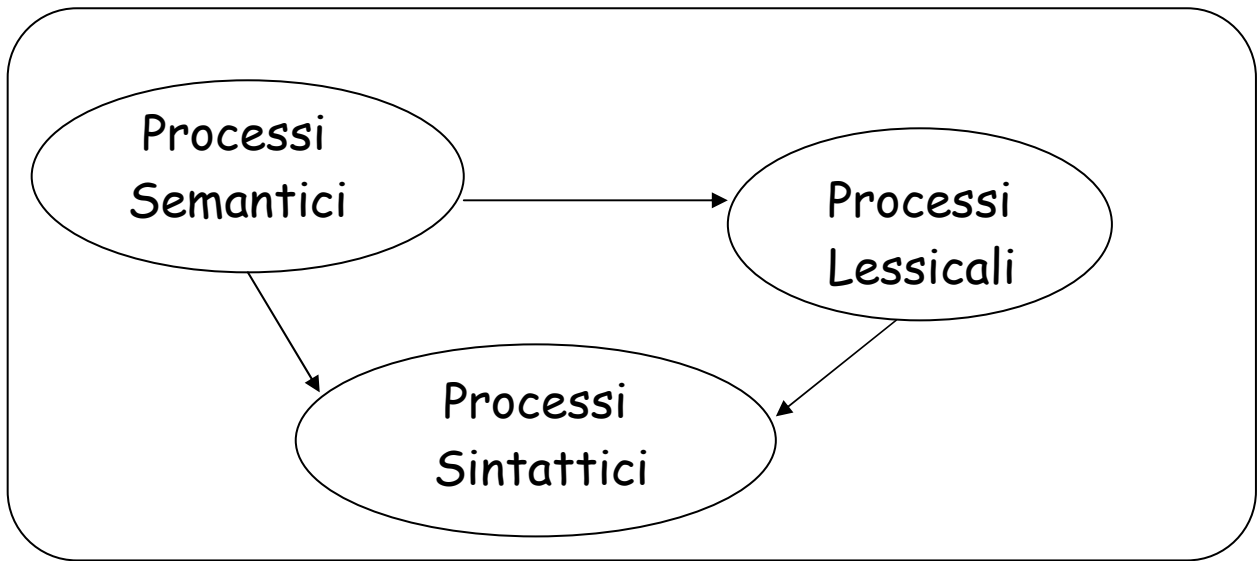 Processi
Semantici
Processi
Lessicali
Processi
Sintattici